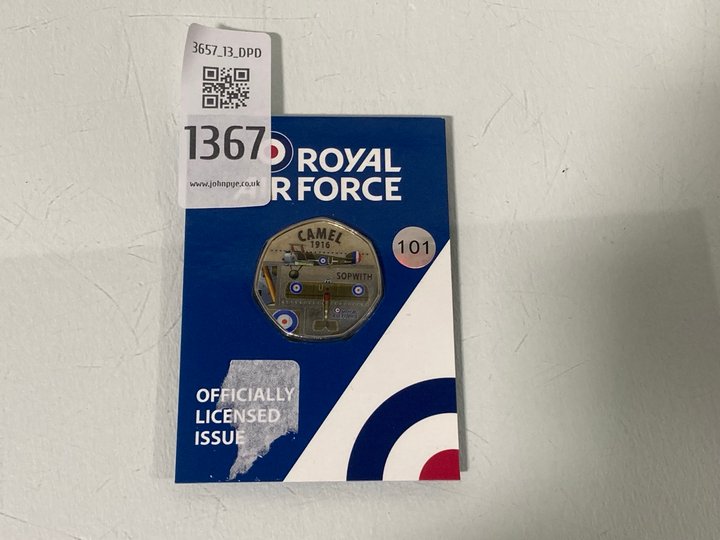 3657_13_DPD
1367
www.johnpye.co.uk
ROYAL
AIR FORCE
CAMEL
1916
SOPWITH
101
OFFICIALLY
LICENSED
ISSUE